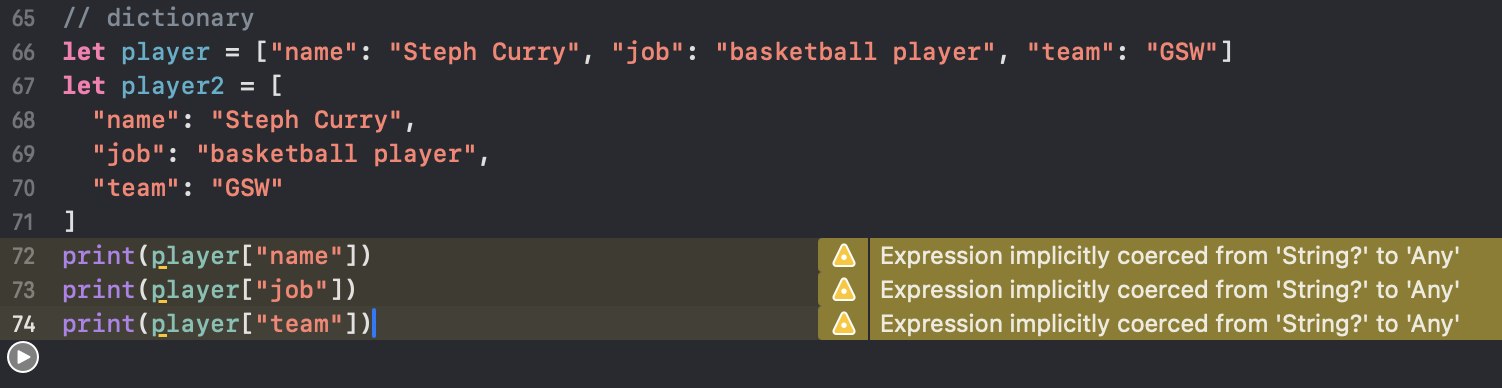 65 // dictionary
66 let player = ["name": "Steph Curry", "job": "basketball player", "team": "GSW"]
67 let player2 = [
68   "name": "Steph Curry",
69   "job": "basketball player",
70   "team": "GSW"
71 ]
72 print(player["name"]) Expression implicitly coerced from 'String?' to 'Any'
73 print(player["job"]) Expression implicitly coerced from 'String?' to 'Any'
74 print(player["team"]) Expression implicitly coerced from 'String?' to 'Any'